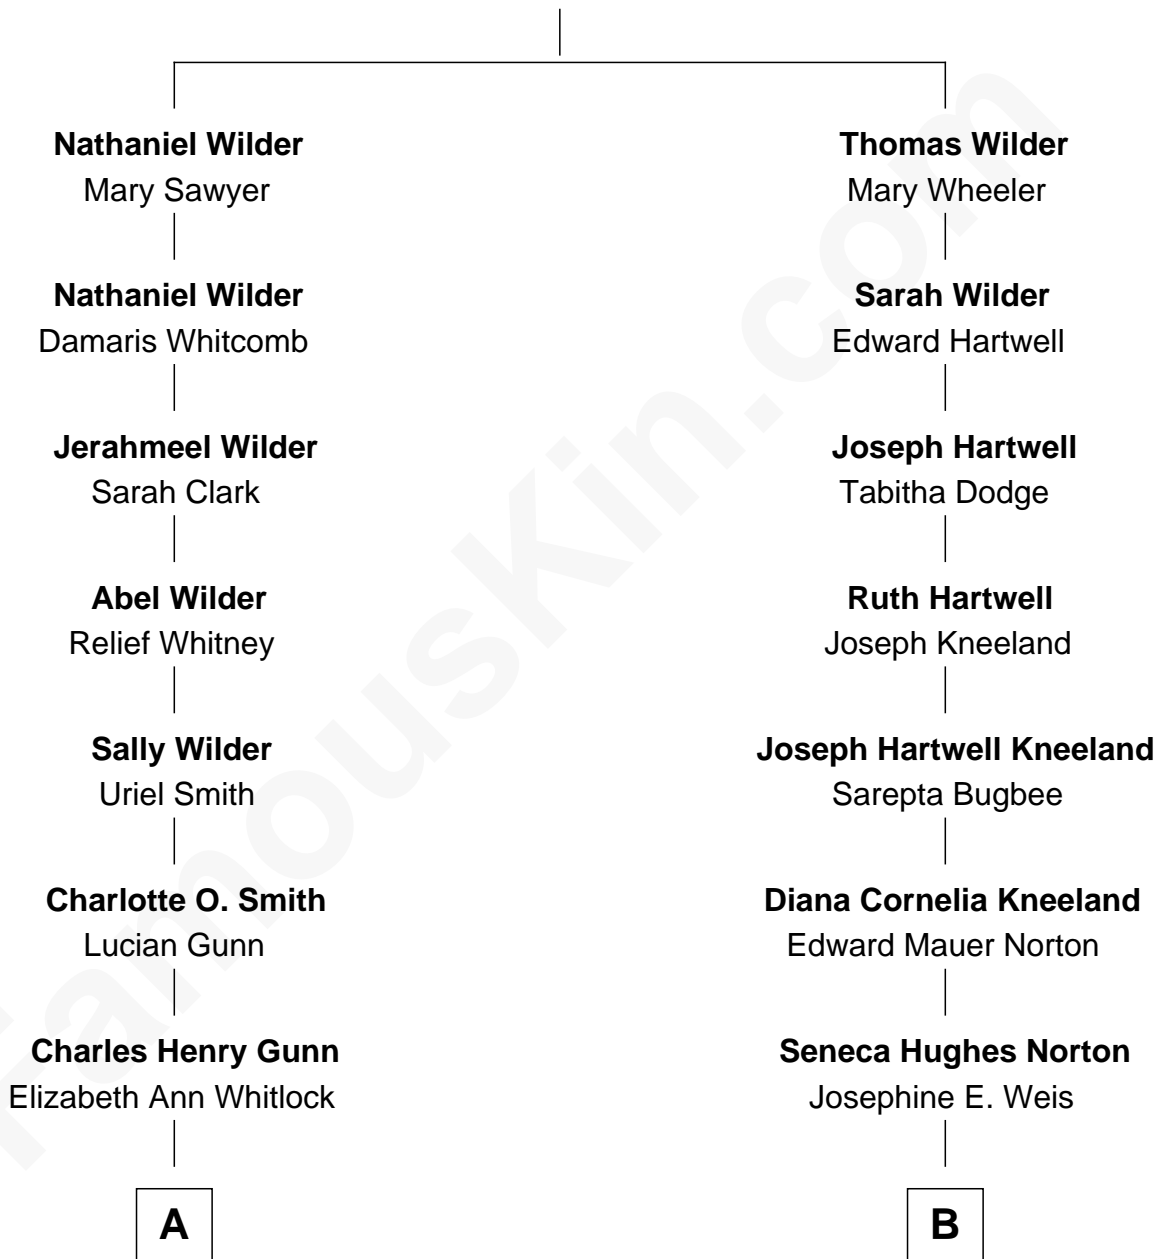 Nathaniel Wilder
Mary Sawyer
Nathaniel Wilder
Damaris Whitcomb
Jerahmeel Wilder
Sarah Clark
Abel Wilder
Relief Whitney
Sally Wilder
Uriel Smith
Charlotte O. Smith
Lucian Gunn
Charles Henry Gunn
Elizabeth Ann Whitlock
A
Thomas Wilder
Mary Wheeler
Sarah Wilder
Edward Hartwell
Joseph Hartwell
Tabitha Dodge
Ruth Hartwell
Joseph Kneeland
Joseph Hartwell Kneeland
Sarepta Bugbee
Diana Cornelia Kneeland
Edward Mauer Norton
Seneca Hughes Norton
Josephine E. Weis
B
FamousKin.com